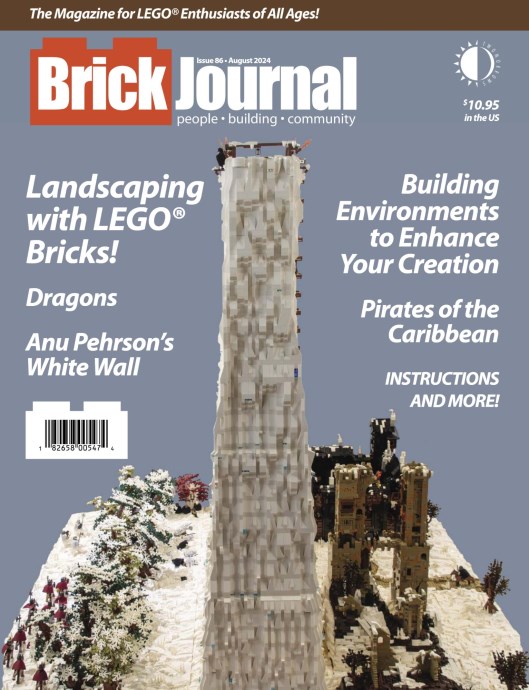 The Magazine for LEGO® Enthusiasts of All Ages!
Issue 86 • August 2024
Brick Journal
people • building • community
$10.95
in the US
Landscaping
with LEGO®
Bricks!
Dragons
Anu Pehrson's
White Wall
Building
Environments
to Enhance
Your Creation
Pirates of the
Caribbean
INSTRUCTIONS
AND MORE!
1 82658 00547 4